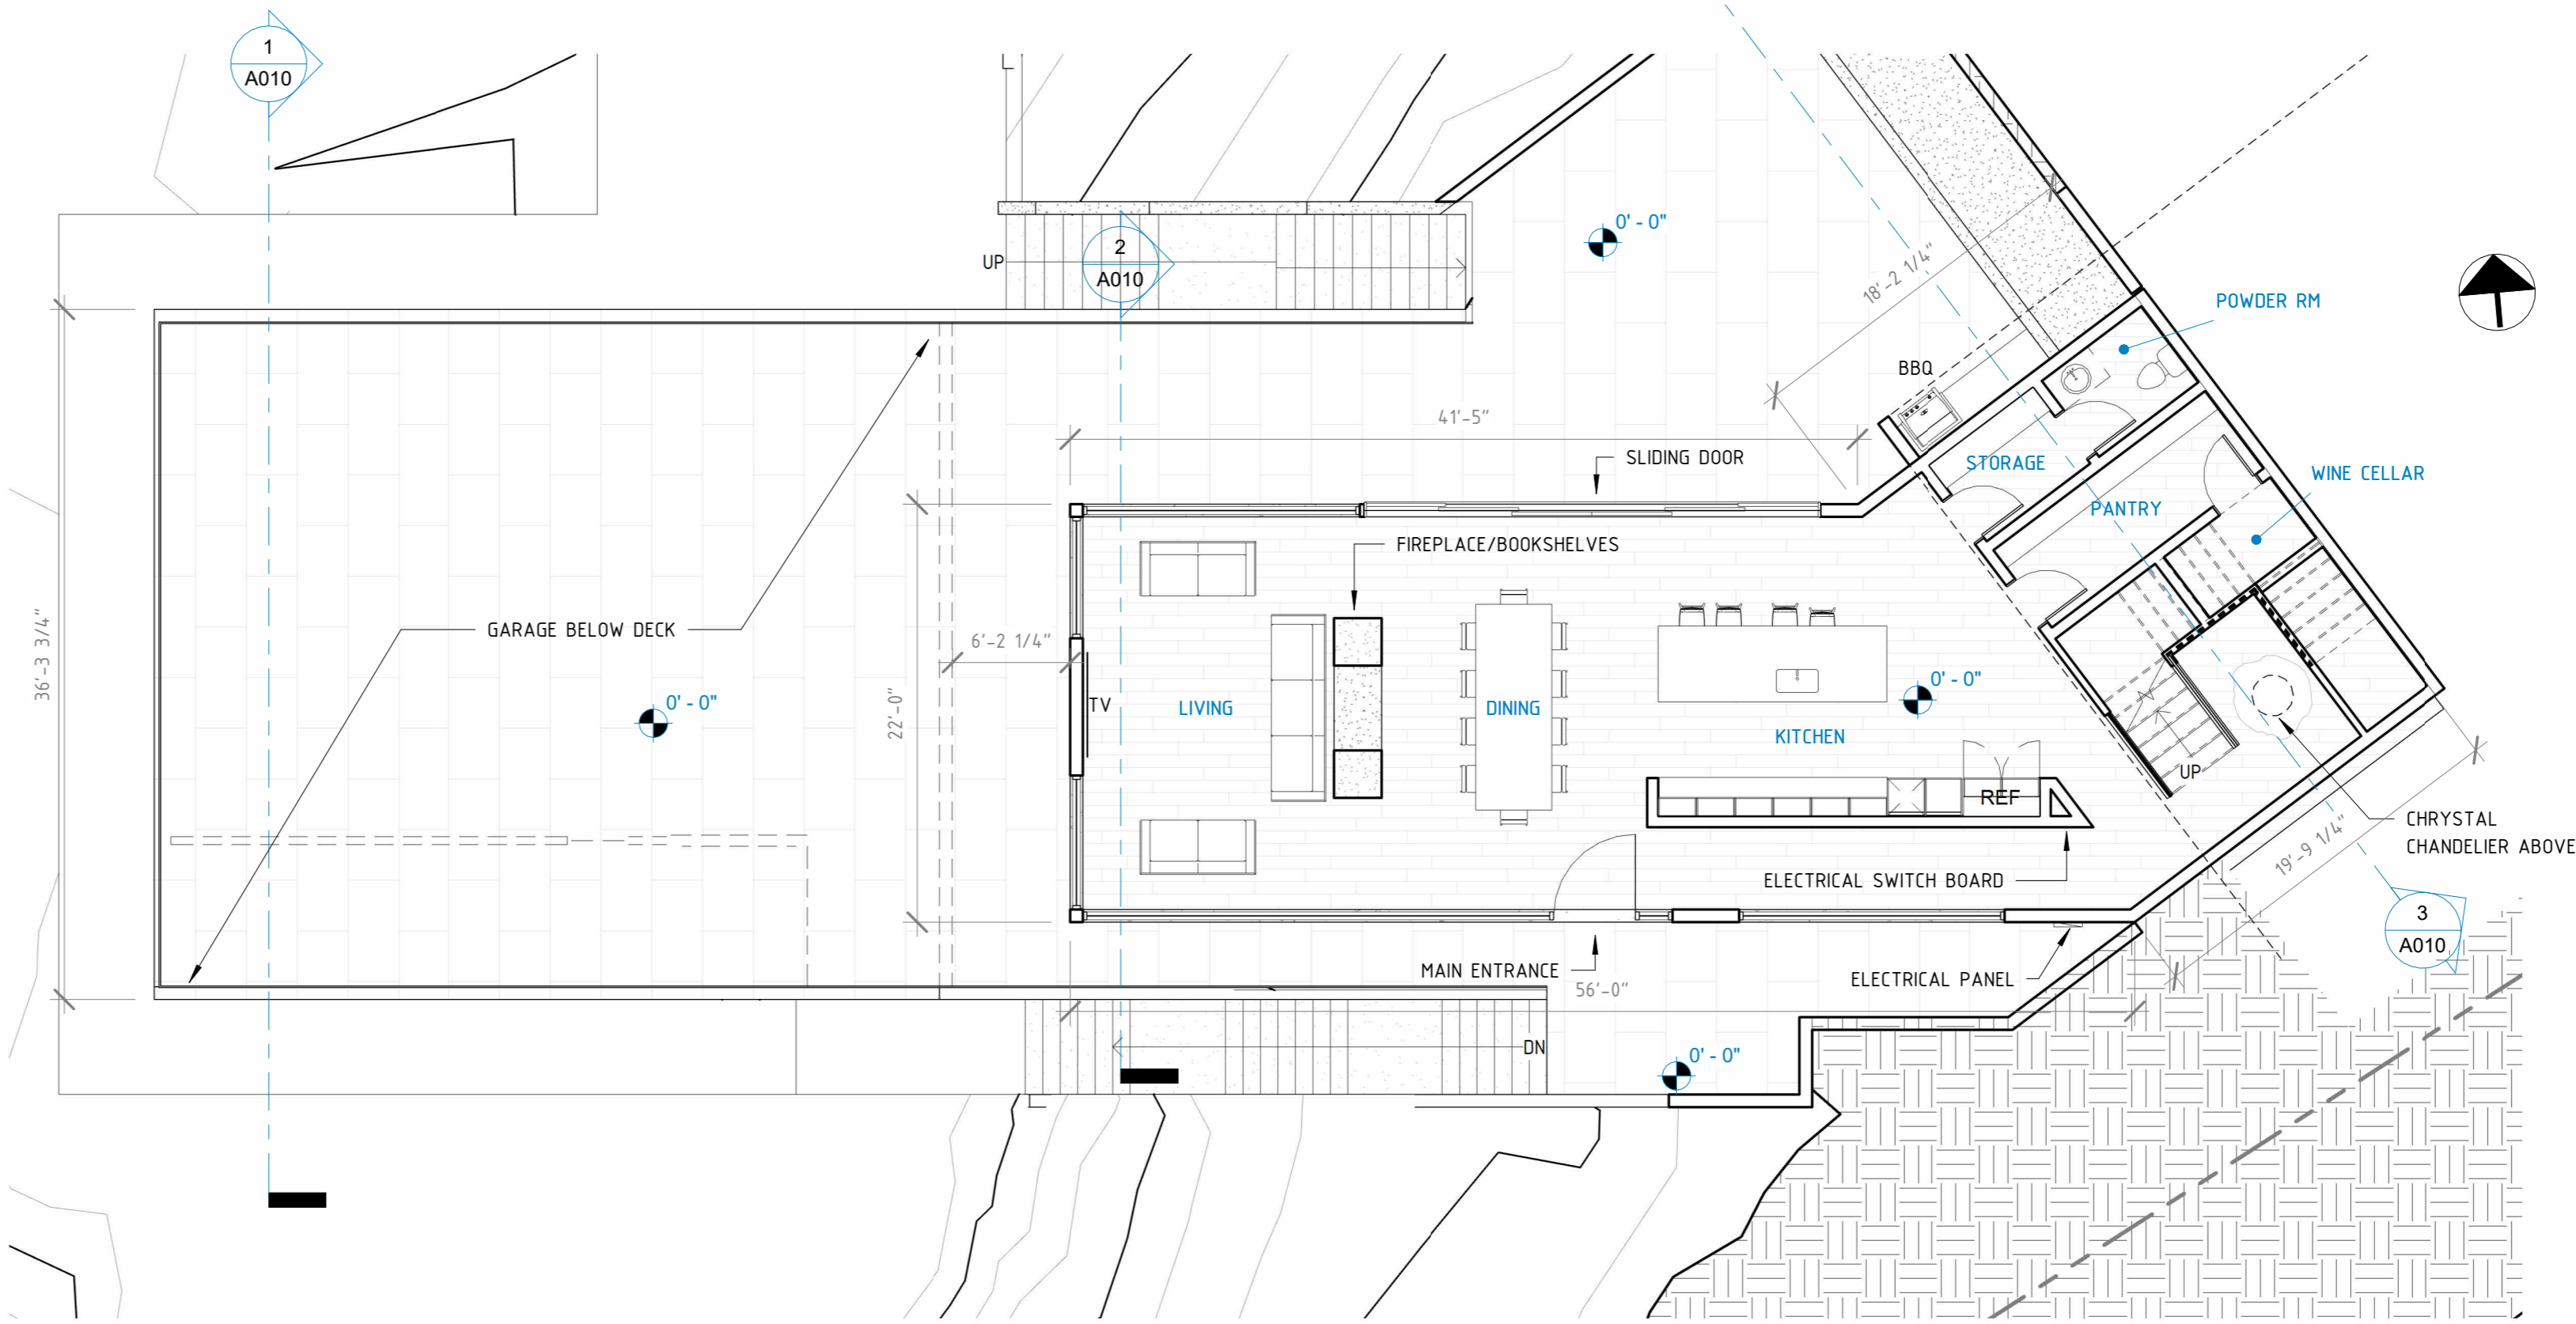 1
A010
UP
2
A010
0' - 0"
18'-2 1/4"
POWDER RM
BBQ
41'-5"
SLIDING DOOR
STORAGE
WINE CELLAR
PANTRY
FIREPLACE/BOOKSHELVES
GARAGE BELOW DECK
6'-2 1/4"
36'-3 3/4"
22'-0"
0' - 0"
TV
LIVING
DINING
KITCHEN
0' - 0"
UP
REF
CHRYSTAL
CHANDELIER ABOVE
19'-9 1/4"
ELECTRICAL SWITCH BOARD
3
A010
MAIN ENTRANCE
ELECTRICAL PANEL
56'-0"
DN
0' - 0"